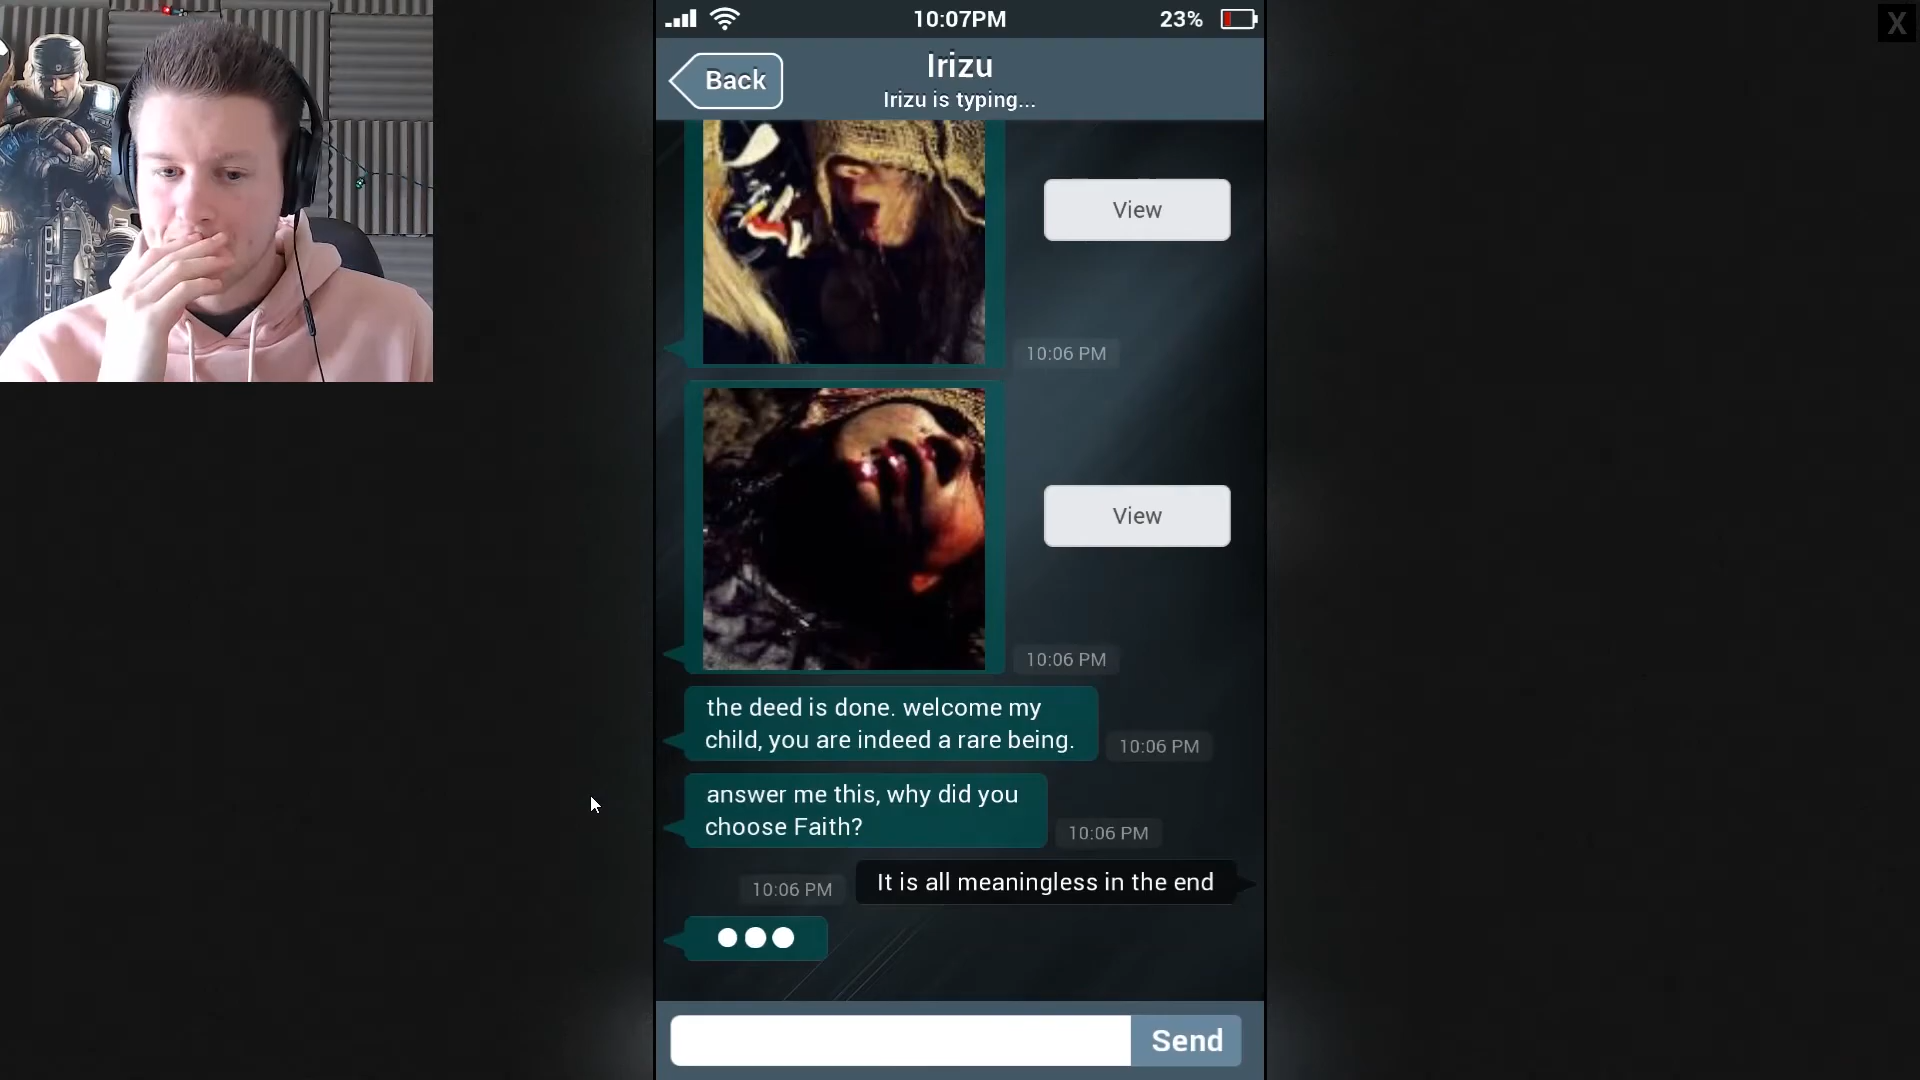 10:07PM
23%
X
Back
Irizu
Irizu is typing...
View
10:06 PM
View
10:06 PM
the deed is done. welcome my
child, you are indeed a rare being.
10:06 PM
answer me this, why did you
choose Faith?
10:06 PM
10:06 PM
It is all meaningless in the end
Send